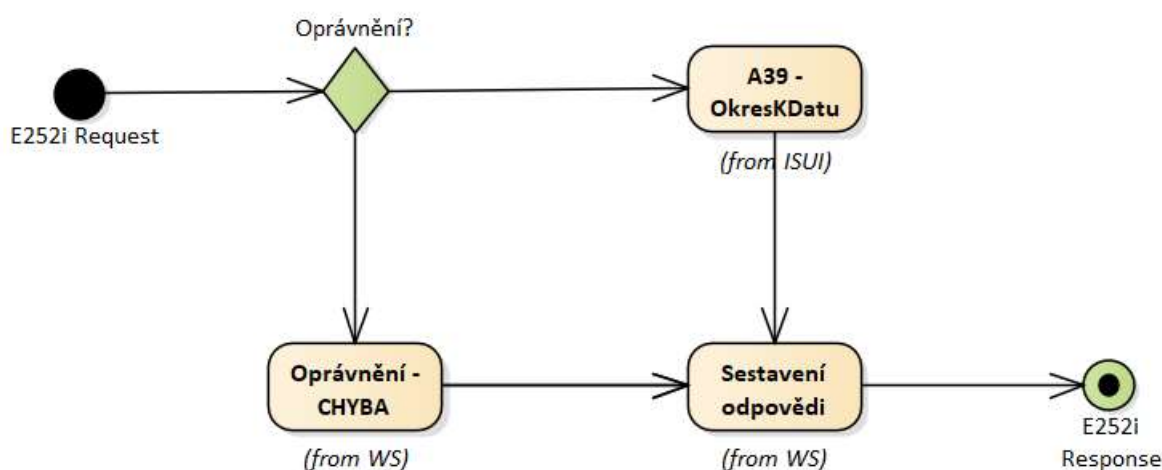 Oprávnění?
E252i Request
A39 -
OkresKDatu
(from ISUI)
Oprávnění -
CHYBA
(from WS)
Sestavení
odpovědi
(from WS)
E252i
Response